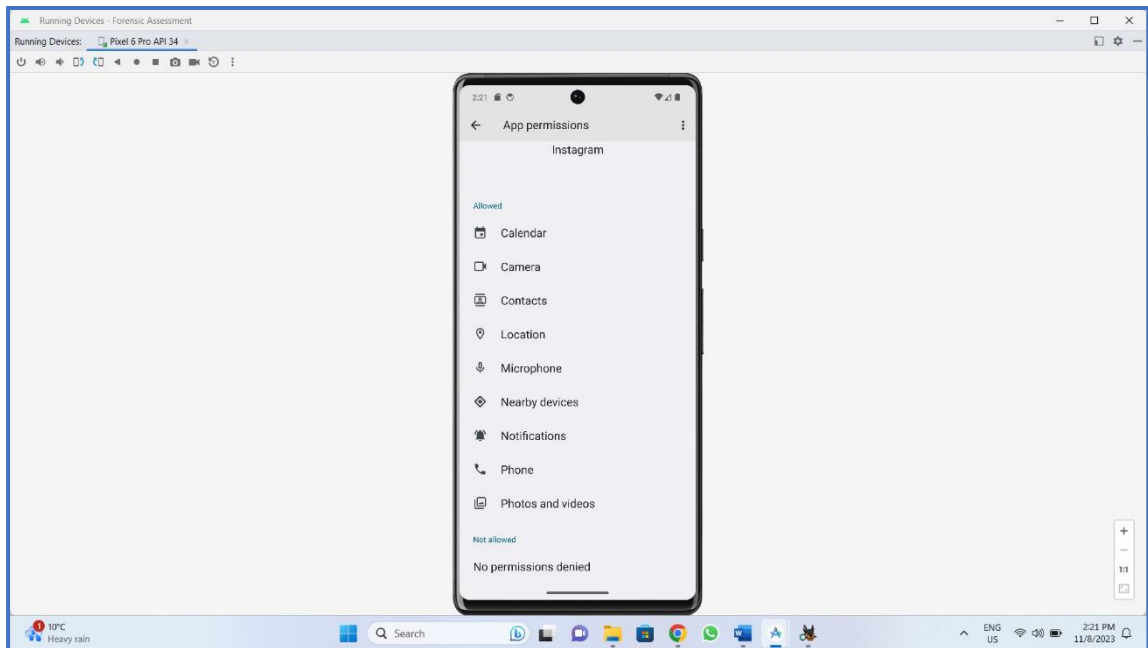 Running Devices - Forensic Assessment
Running Devices: Pixel 6 Pro API 34
2:21
App permissions
Instagram
Allowed
Calendar
Camera
Contacts
Location
Microphone
Nearby devices
Notifications
Phone
Photos and videos
Not allowed
No permissions denied
1:1
1 10°C
Heavy rain
Search
ENG
US
2:21 PM
11/8/2023